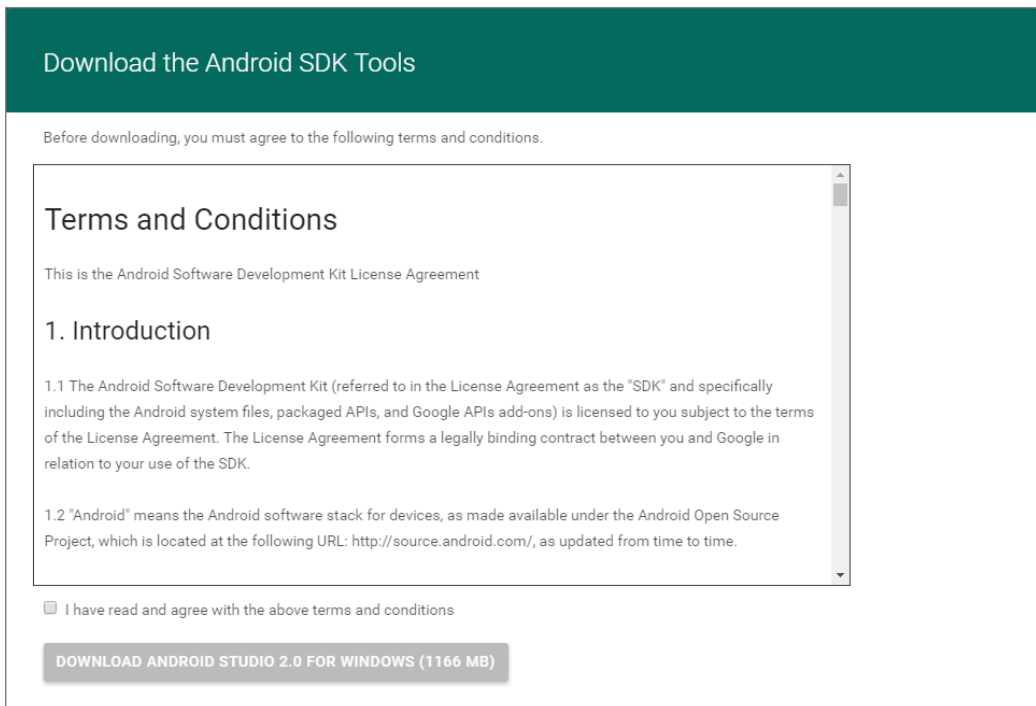 Download the Android SDK Tools
Before downloading, you must agree to the following terms and conditions.
Terms and Conditions
This is the Android Software Development Kit License Agreement
1. Introduction
1.1 The Android Software Development Kit (referred to in the License Agreement as the "SDK" and specifically
including the Android system files, packaged APIs, and Google APIs add-ons) is licensed to you subject to the terms
of the License Agreement. The License Agreement forms a legally binding contract between you and Google in
relation to your use of the SDK.
1.2 "Android" means the Android software stack for devices, as made available under the Android Open Source
Project, which is located at the following URL: http://source.android.com/, as updated from time to time.
I have read and agree with the above terms and conditions
DOWNLOAD ANDROID STUDIO 2.0 FOR WINDOWS (1166 MB)